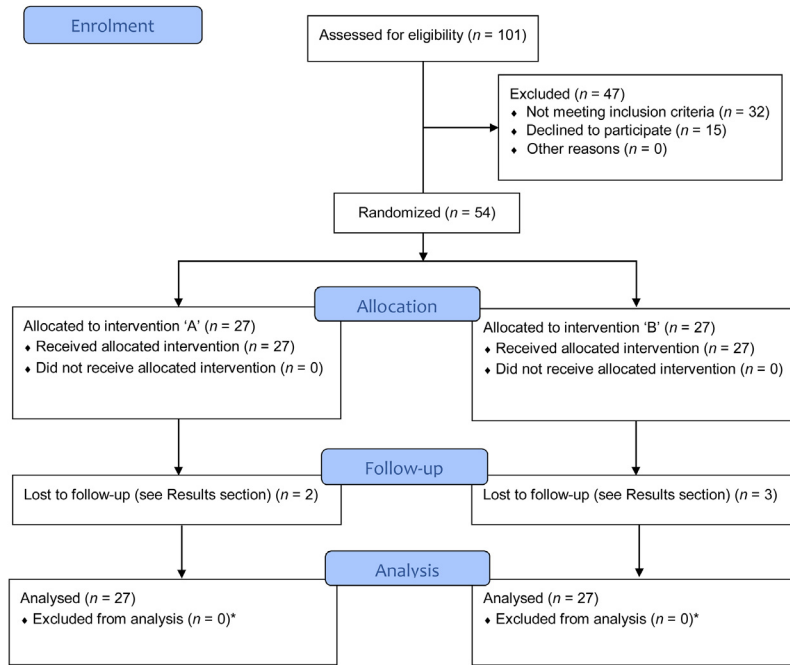 Enrolment
Assessed for eligibility (n = 101)
Excluded (n = 47)
♦ Not meeting inclusion criteria (n = 32)
♦ Declined to participate (n = 15)
♦ Other reasons (n = 0)
Randomized (n = 54)
Allocation
Allocated to intervention ‘A’ (n = 27)
♦ Received allocated intervention (n = 27)
♦ Did not receive allocated intervention (n = 0)
Allocated to intervention ‘B’ (n = 27)
♦ Received allocated intervention (n = 27)
♦ Did not receive allocated intervention (n = 0)
Follow-up
Lost to follow-up (see Results section) (n = 2)
Lost to follow-up (see Results section) (n = 3)
Analysis
Analysed (n = 27)
♦ Excluded from analysis (n = 0)*
Analysed (n = 27)
♦ Excluded from analysis (n = 0)*